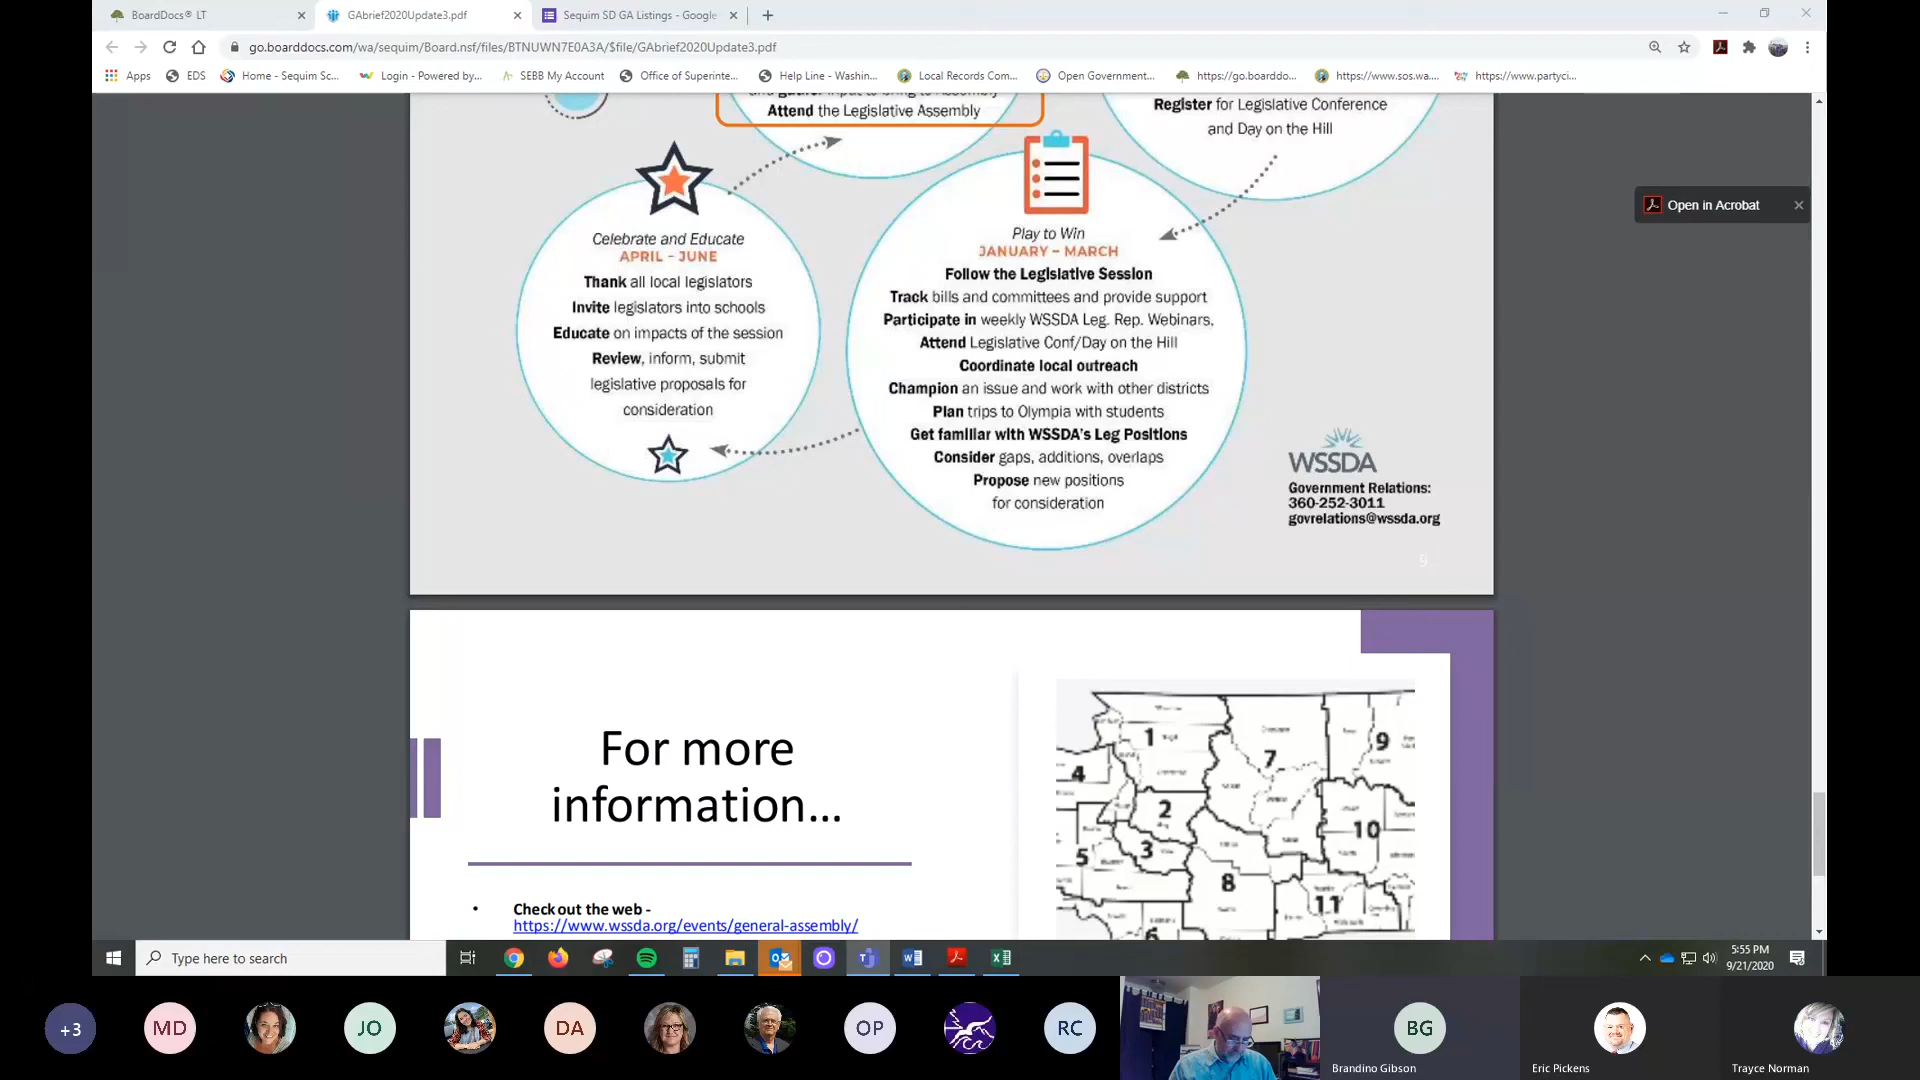 BoardDocs® LT
GAbrief2020Update3.pdf
Sequim SD GA Listings - Google
go.boarddocs.com/wa/sequim/Board.nsf/files/BTNUWN7E0A3A/$file/GAbrief2020Update3.pdf
Apps
EDS
Home - Sequim Sc...
Login - Powered by...
SEBB My Account
Office of Superinte...
Help Line - Washin...
Local Records Com...
Open Government...
https://go.boarddo...
https://www.sos.wa....
https://www.partyci...
Open in Acrobat
and gather input to bring to Assembly
Attend the Legislative Assembly
Register for Legislative Conference
and Day on the Hill
Celebrate and Educate
APRIL – JUNE
Thank all local legislators
Invite legislators into schools
Educate on impacts of the session
Review, inform, submit
legislative proposals for
consideration
Play to Win
JANUARY – MARCH
Follow the Legislative Session
Track bills and committees and provide support
Participate in weekly WSSDA Leg. Rep. Webinars,
Attend Legislative Conf/Day on the Hill
Coordinate local outreach
Champion an issue and work with other districts
Plan trips to Olympia with students
Get familiar with WSSDA's Leg Positions
Consider gaps, additions, overlaps
Propose new positions
for consideration
WSSDA
Government Relations:
360-252-3011
govrelations@wssda.org
9
For more
information...
• Check out the web -
https://www.wssda.org/events/general-assembly/
1
7
9
4
2
10
5
3
8
11
6
Type here to search
5:55 PM
9/21/2020
+3
MD
JO
DA
OP
RC
BG
Brandino Gibson
Eric Pickens
Trayce Norman